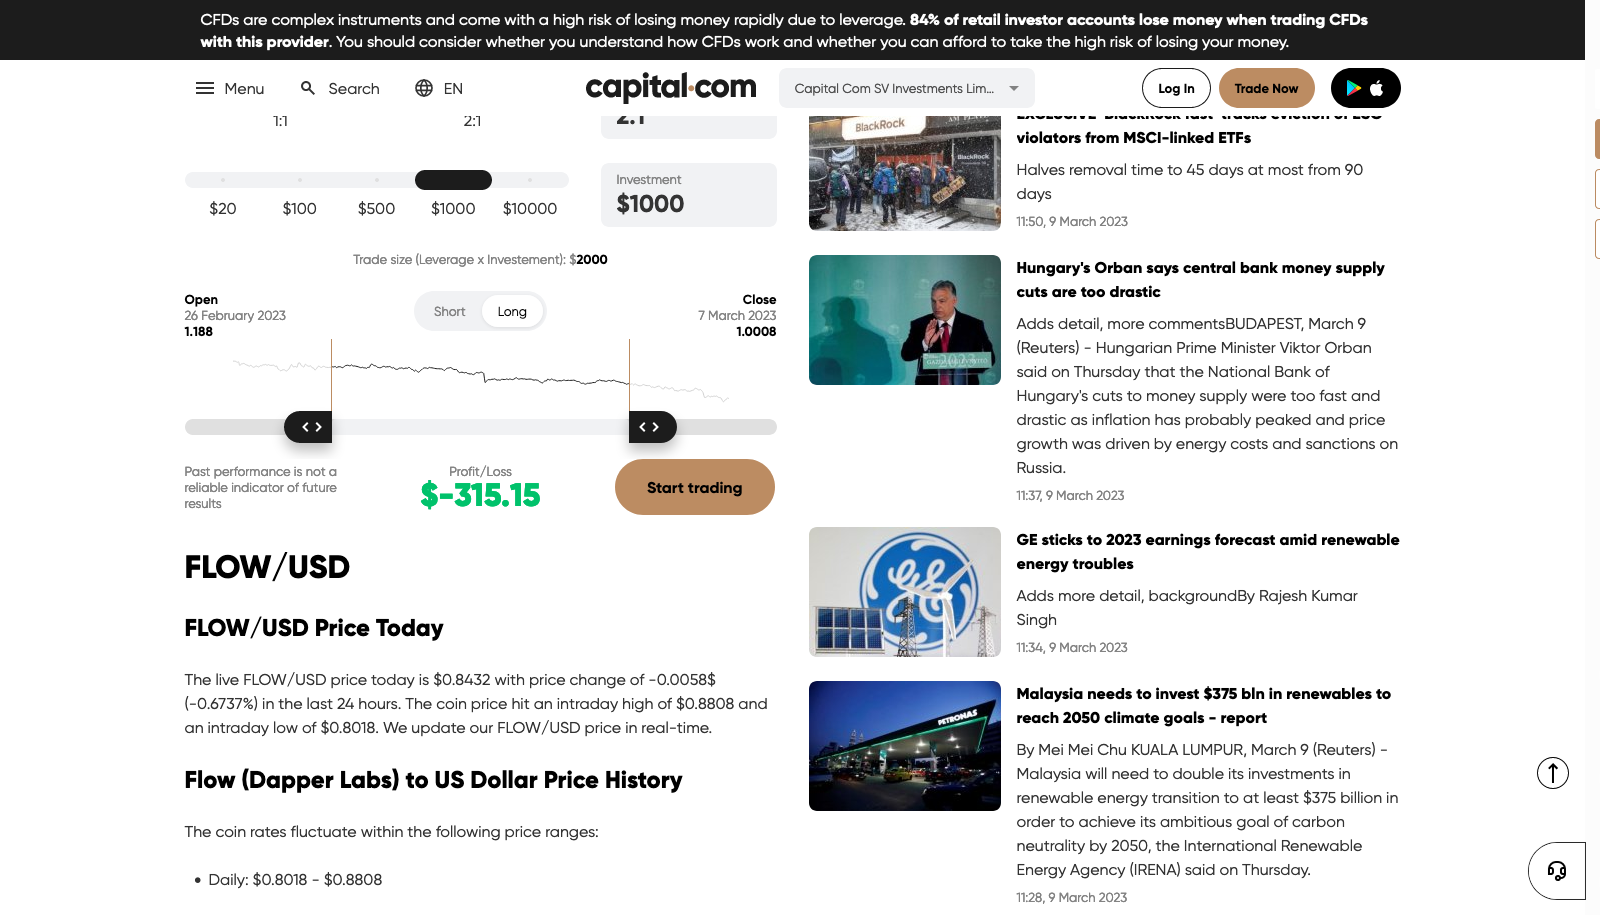 CFDs are complex instruments and come with a high risk of losing money rapidly due to leverage. 84% of retail investor accounts lose money when trading CFDs
with this provider. You should consider whether you understand how CFDs work and whether you can afford to take the high risk of losing your money.
Menu
Search
EN
capital.com
Capital Com SV Investments Lim...
Log In
Trade Now
1:1
2:1
2:1
$20
$100
$500
$1000
$10000
Investment
$1000
Trade size (Leverage x Investement): $2000
Open
26 February 2023
1.188
Short
Long
Close
7 March 2023
1.0008
Past performance is not a
reliable indicator of future
results
Profit/Loss
$-315.15
Start trading
FLOW/USD
FLOW/USD Price Today
The live FLOW/USD price today is $0.8432 with price change of -0.0058$
(-0.6737%) in the last 24 hours. The coin price hit an intraday high of $0.8808 and
an intraday low of $0.8018. We update our FLOW/USD price in real-time.
Flow (Dapper Labs) to US Dollar Price History
The coin rates fluctuate within the following price ranges:
• Daily: $0.8018 - $0.8808
BlackRock
BlackRock
EXCLUSIVE-BlackRock fast-tracks eviction of ESG
violators from MSCI-linked ETFs
Halves removal time to 45 days at most from 90
days
11:50, 9 March 2023
2023
Hungary's Orban says central bank money supply
cuts are too drastic
Adds detail, more commentsBUDAPEST, March 9
(Reuters) - Hungarian Prime Minister Viktor Orban
said on Thursday that the National Bank of
Hungary's cuts to money supply were too fast and
drastic as inflation has probably peaked and price
growth was driven by energy costs and sanctions on
Russia.
11:37, 9 March 2023
GE sticks to 2023 earnings forecast amid renewable
energy troubles
Adds more detail, backgroundBy Rajesh Kumar
Singh
11:34, 9 March 2023
PETRONAS
Malaysia needs to invest $375 bln in renewables to
reach 2050 climate goals - report
By Mei Mei Chu KUALA LUMPUR, March 9 (Reuters) -
Malaysia will need to double its investments in
renewable energy transition to at least $375 billion in
order to achieve its ambitious goal of carbon
neutrality by 2050, the International Renewable
Energy Agency (IRENA) said on Thursday.
11:28, 9 March 2023